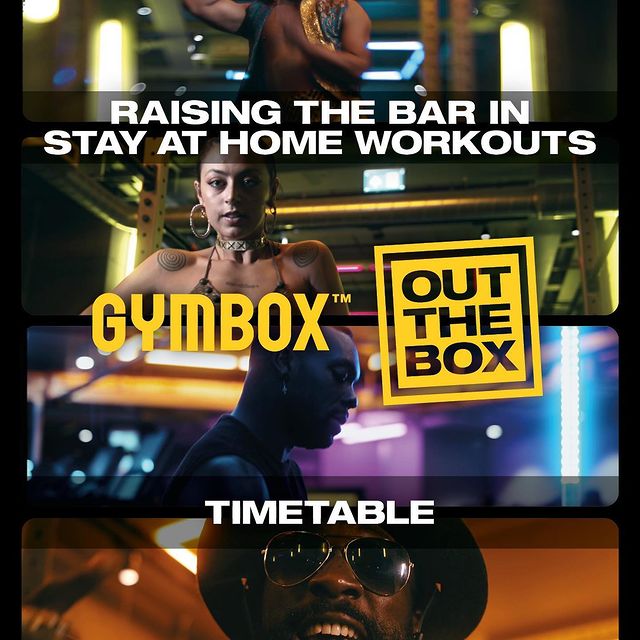 RAISING THE BAR IN
STAY AT HOME WORKOUTS
GYMBOX™
OUT
THE
BOX
TIMETABLE